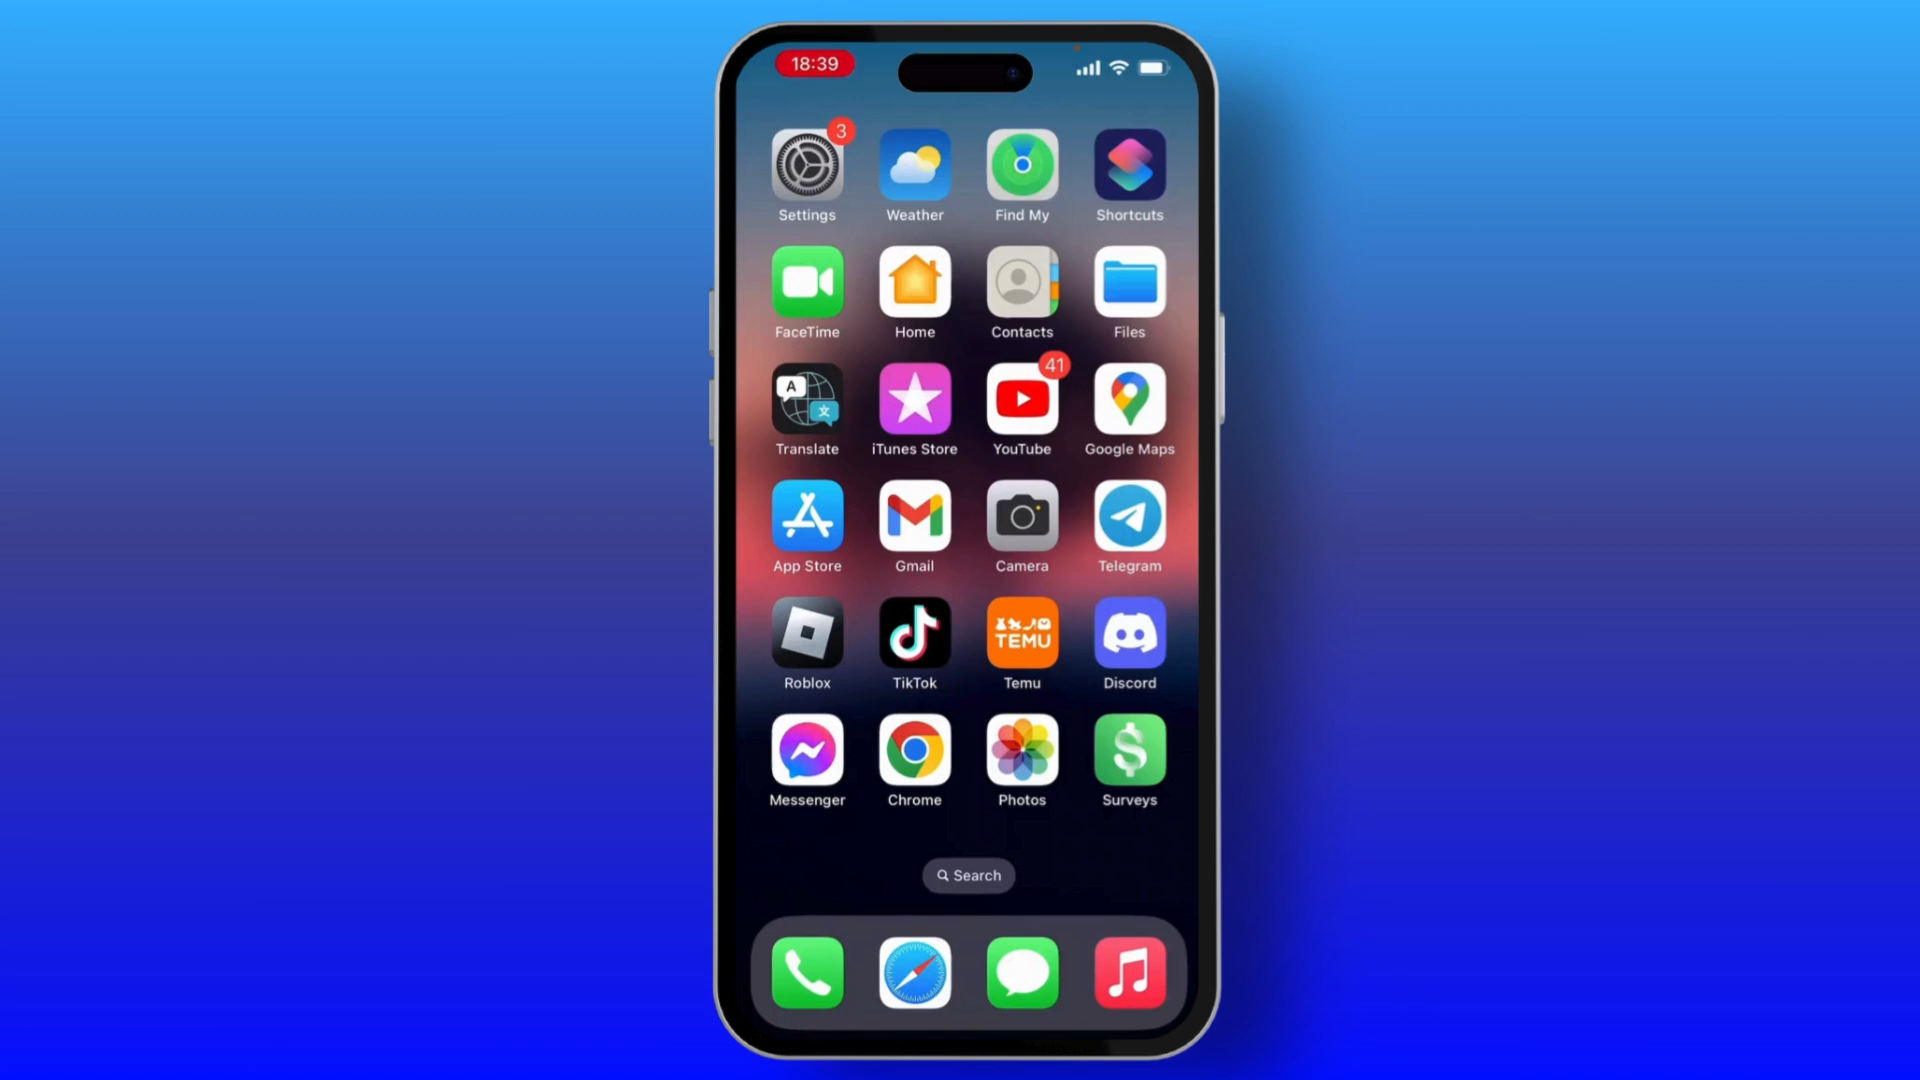 18:39
3
Settings Weather Find My Shortcuts
FaceTime Home Contacts Files
A
文
41
Translate iTunes Store YouTube Google Maps
App Store Gmail Camera Telegram
TEMU
Roblox TikTok Temu Discord
$
Messenger Chrome Photos Surveys
Search